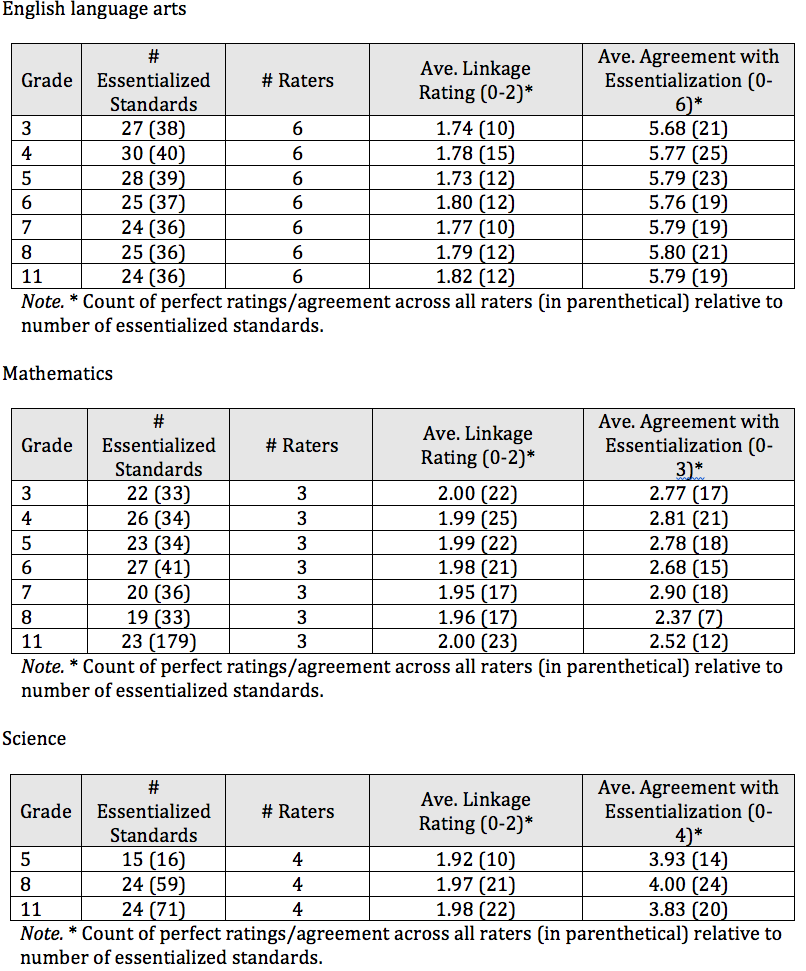 English language arts
Grade
#
Essentialized
Standards
# Raters
Ave. Linkage
Rating (0-2)*
Ave. Agreement with
Essentialization (0-
6)*
3 27 (38) 6 1.74 (10) 5.68 (21)
4 30 (40) 6 1.78 (15) 5.77 (25)
5 28 (39) 6 1.73 (12) 5.79 (23)
6 25 (37) 6 1.80 (12) 5.76 (19)
7 24 (36) 6 1.77 (10) 5.79 (19)
8 25 (36) 6 1.79 (12) 5.80 (21)
11 24 (36) 6 1.82 (12) 5.79 (19)
Note. * Count of perfect ratings/agreement across all raters (in parenthetical) relative to
number of essentialized standards.
Mathematics
Grade
#
Essentialized
Standards
# Raters
Ave. Linkage
Rating (0-2)*
Ave. Agreement with
Essentialization (0-
3)*
3 22 (33) 3 2.00 (22) 2.77 (17)
4 26 (34) 3 1.99 (25) 2.81 (21)
5 23 (34) 3 1.99 (22) 2.78 (18)
6 27 (41) 3 1.98 (21) 2.68 (15)
7 20 (36) 3 1.95 (17) 2.90 (18)
8 19 (33) 3 1.96 (17) 2.37 (7)
11 23 (179) 3 2.00 (23) 2.52 (12)
Note. * Count of perfect ratings/agreement across all raters (in parenthetical) relative to
number of essentialized standards.
Science
Grade
#
Essentialized
Standards
# Raters
Ave. Linkage
Rating (0-2)*
Ave. Agreement with
Essentialization (0-
4)*
5 15 (16) 4 1.92 (10) 3.93 (14)
8 24 (59) 4 1.97 (21) 4.00 (24)
11 24 (71) 4 1.98 (22) 3.83 (20)
Note. * Count of perfect ratings/agreement across all raters (in parenthetical) relative to
number of essentialized standards.